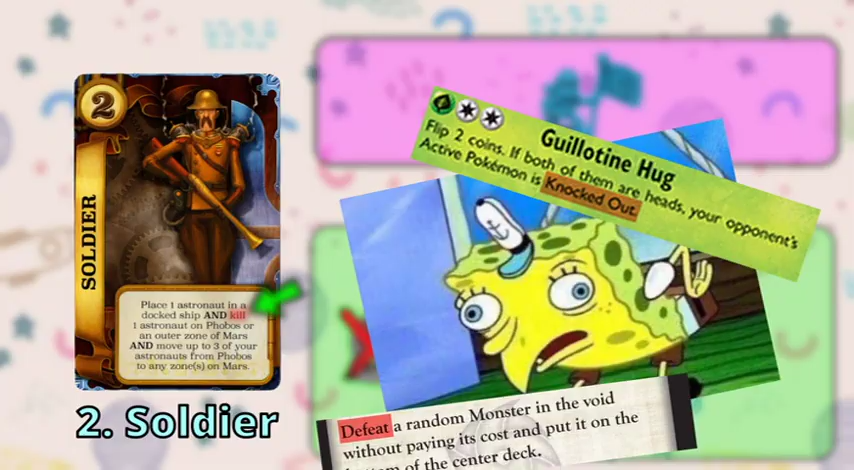 2
SOLDIER
Place 1 astronaut in a
docked ship AND kill
1 astronaut on Phobos or
an outer zone of Mars
AND move up to 3 of your
astronauts from Phobos
to any zone(s) on Mars.
2. Soldier
Guillotine Hug
Flip 2 coins. If both of them are heads, your opponent's
Active Pokémon is Knocked Out.
Defeat a random Monster in the void
without paying its cost and put it on the
of the center deck.